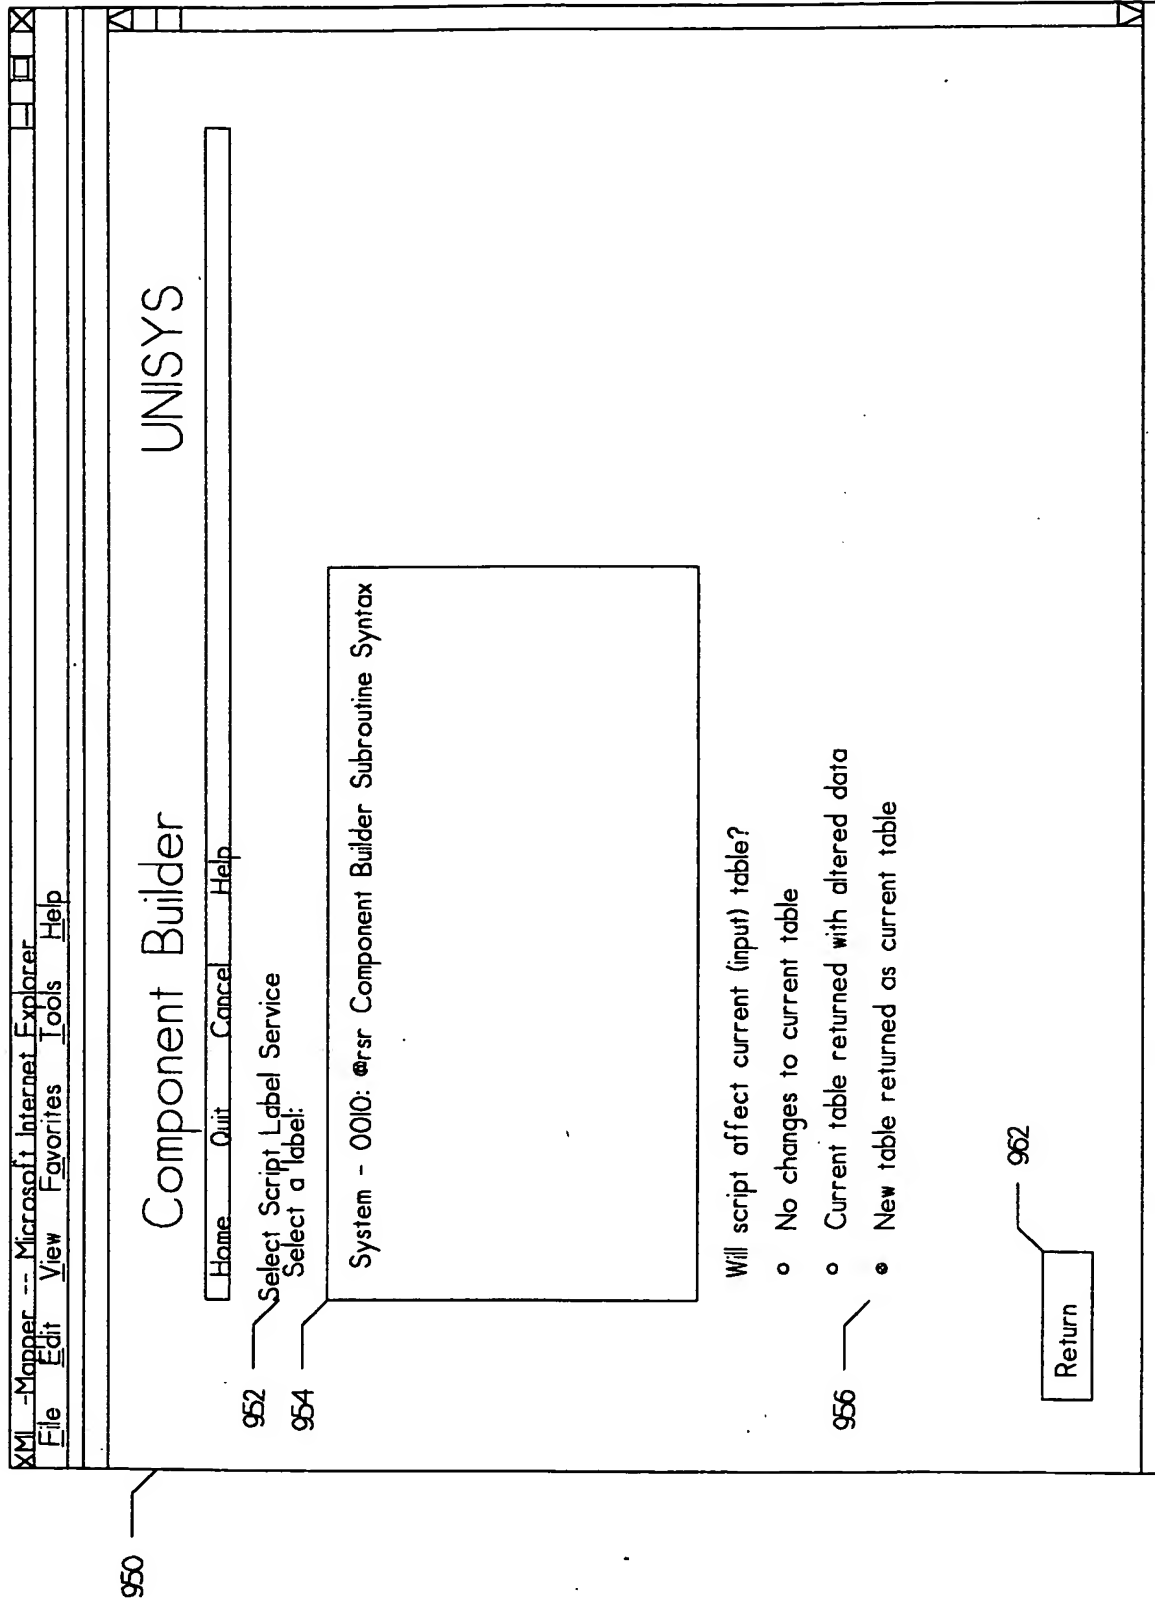 XML -Mapper -- Microsoft Internet Explorer
File Edit View Favorites Tools Help
Component Builder UNISYS
Home Quit Cancel Help
Select Script Label Service
Select a label:
System - 0010: @rsr Component Builder Subroutine Syntax
Will script affect current (input) table?
No changes to current table
Current table returned with altered data
New table returned as current table
Return
950
952
954
956
962